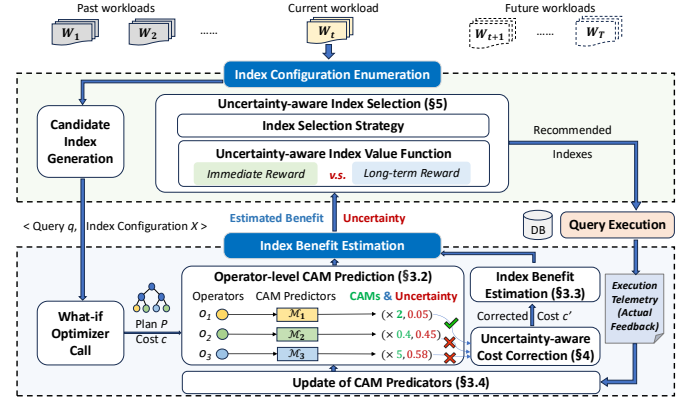 Past workloads
Current workload
Future workloads
W₁
W₂
......
Wₜ
Wₜ₊₁
......
W_T
Index Configuration Enumeration
Candidate
Index
Generation
Uncertainty-aware Index Selection (§5)
Index Selection Strategy
Uncertainty-aware Index Value Function
Immediate Reward v.s. Long-term Reward
Recommended
Indexes
< Query q, Index Configuration X >
Estimated Benefit Uncertainty
DB
Query Execution
Index Benefit Estimation
What-if
Optimizer
Call
Plan P
Cost c
Operator-level CAM Prediction (§3.2)
Operators CAM Predictors CAMs & Uncertainty
o₁ M₁ (× 2, 0.05)
o₂ M₂ (× 0.4, 0.45)
o₃ M₃ (× 5, 0.58)
Index Benefit
Estimation (§3.3)
Corrected Cost c′
Uncertainty-aware
Cost Correction (§4)
Execution
Telemetry
(Actual
Feedback)
Update of CAM Predicators (§3.4)